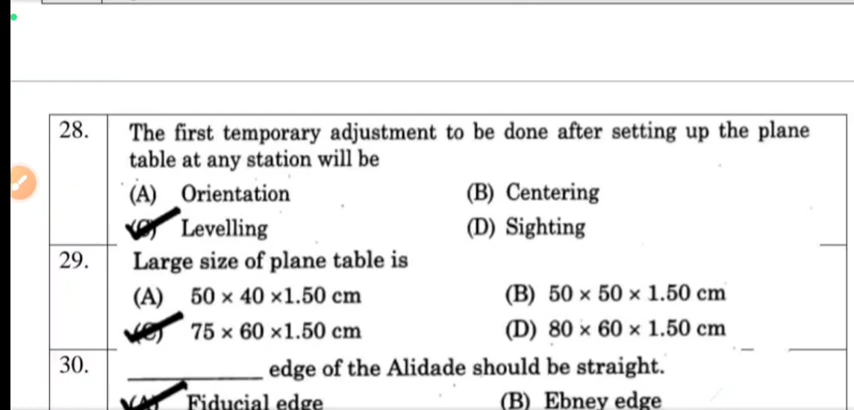 28. The first temporary adjustment to be done after setting up the plane
table at any station will be
(A) Orientation (B) Centering
(C) Levelling (D) Sighting
29. Large size of plane table is
(A) 50 × 40 ×1.50 cm (B) 50 × 50 × 1.50 cm
(C) 75 × 60 ×1.50 cm (D) 80 × 60 × 1.50 cm
30. ____________ edge of the Alidade should be straight.
(A) Fiducial edge (B) Ebney edge